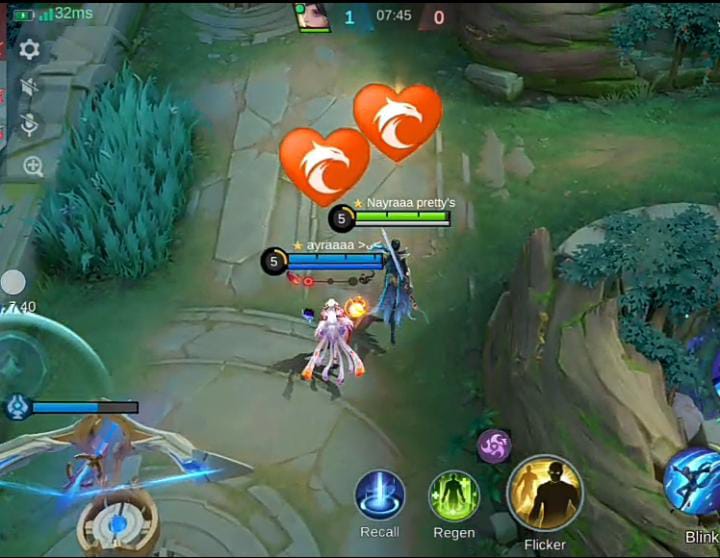 32ms
1 07:45 0
★ Nayraaa pretty's
5
★ ayraaaa >ᴗ<
5
7.40
Recall
Regen
Flicker
Blink